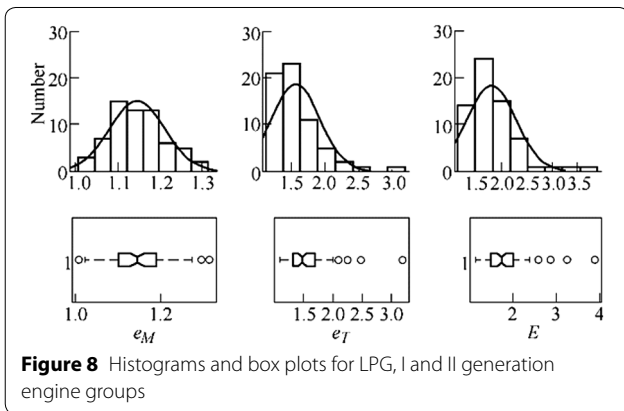 30 30 30
Number
20 20 20
10 10 10
0 0 0
1.0 1.1 1.2 1.3 1.5 2.0 2.5 3.0 1.5 2.0 2.5 3.0 3.5
1 1 1
1.0 1.2 1.5 2.0 2.5 3.0 2 3 4
eM eT E
Figure 8 Histograms and box plots for LPG, I and II generation
engine groups